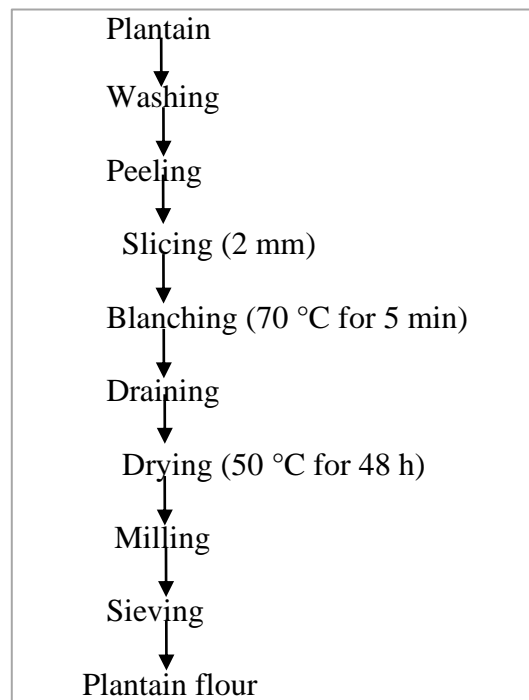 Plantain
Washing
Peeling
Slicing (2 mm)
Blanching (70 °C for 5 min)
Draining
Drying (50 °C for 48 h)
Milling
Sieving
Plantain flour